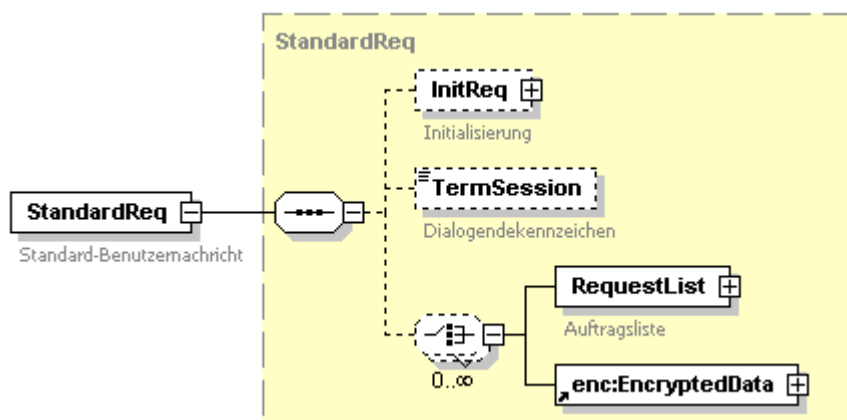 StandardReq
InitReq
Initialisierung
TermSession
StandardReq
Dialogendekennzeichen
Standard-Benutzernachricht
RequestList
Auftragsliste
0..∞
enc:EncryptedData